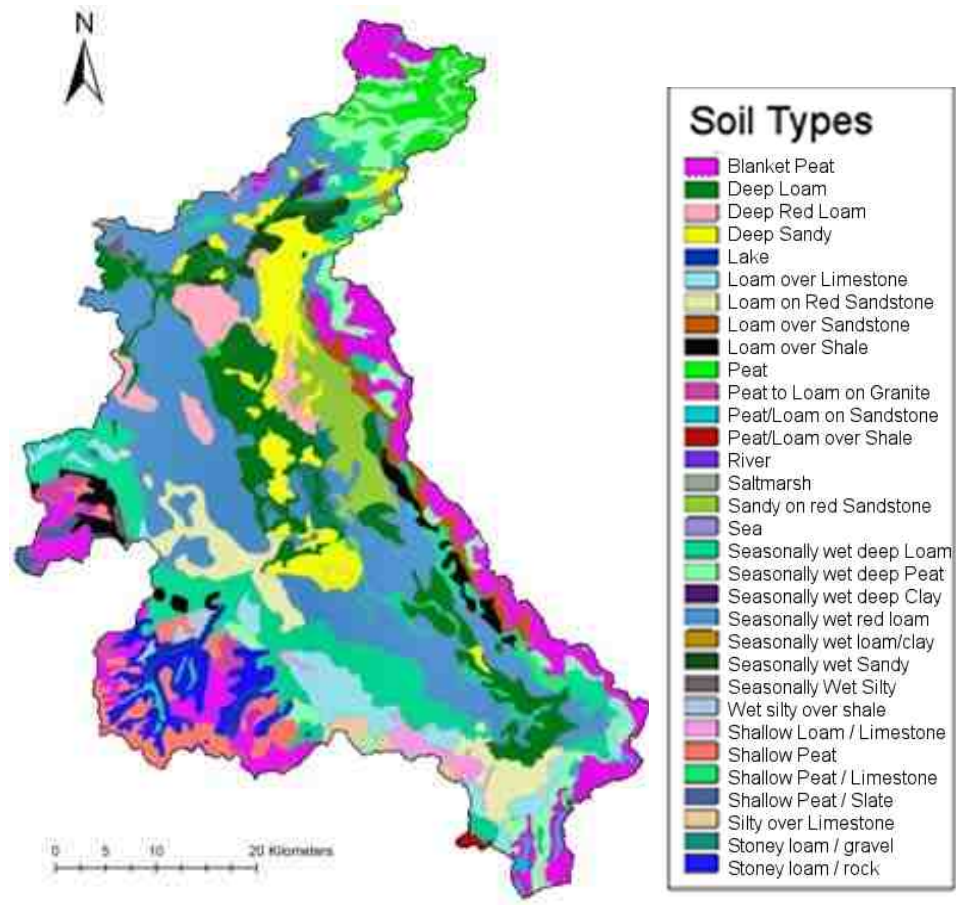 N
Soil Types
Blanket Peat
Deep Loam
Deep Red Loam
Deep Sandy
Lake
Loam over Limestone
Loam on Red Sandstone
Loam over Sandstone
Loam over Shale
Peat
Peat to Loam on Granite
Peat/Loam on Sandstone
Peat/Loam over Shale
River
Saltmarsh
Sandy on red Sandstone
Sea
Seasonally wet deep Loam
Seasonally wet deep Peat
Seasonally wet deep Clay
Seasonally wet red loam
Seasonally wet loam/clay
Seasonally wet Sandy
Seasonally Wet Silty
Wet silty over shale
Shallow Loam / Limestone
Shallow Peat
Shallow Peat / Limestone
Shallow Peat / Slate
Silty over Limestone
Stoney loam / gravel
Stoney loam / rock
0 5 10 20 Kilometers